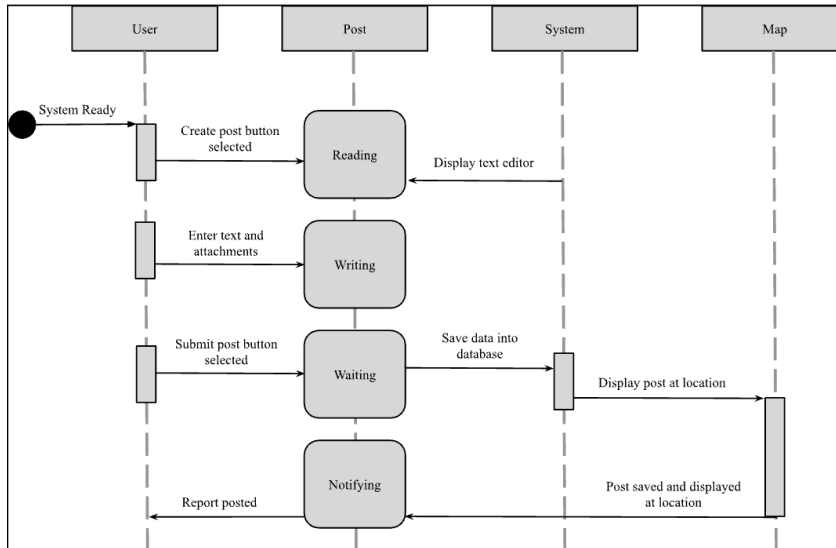 User
Post
System
Map
System Ready
Create post button
selected
Reading
Display text editor
Enter text and
attachments
Writing
Submit post button
selected
Waiting
Save data into
database
Display post at location
Notifying
Report posted
Post saved and displayed
at location